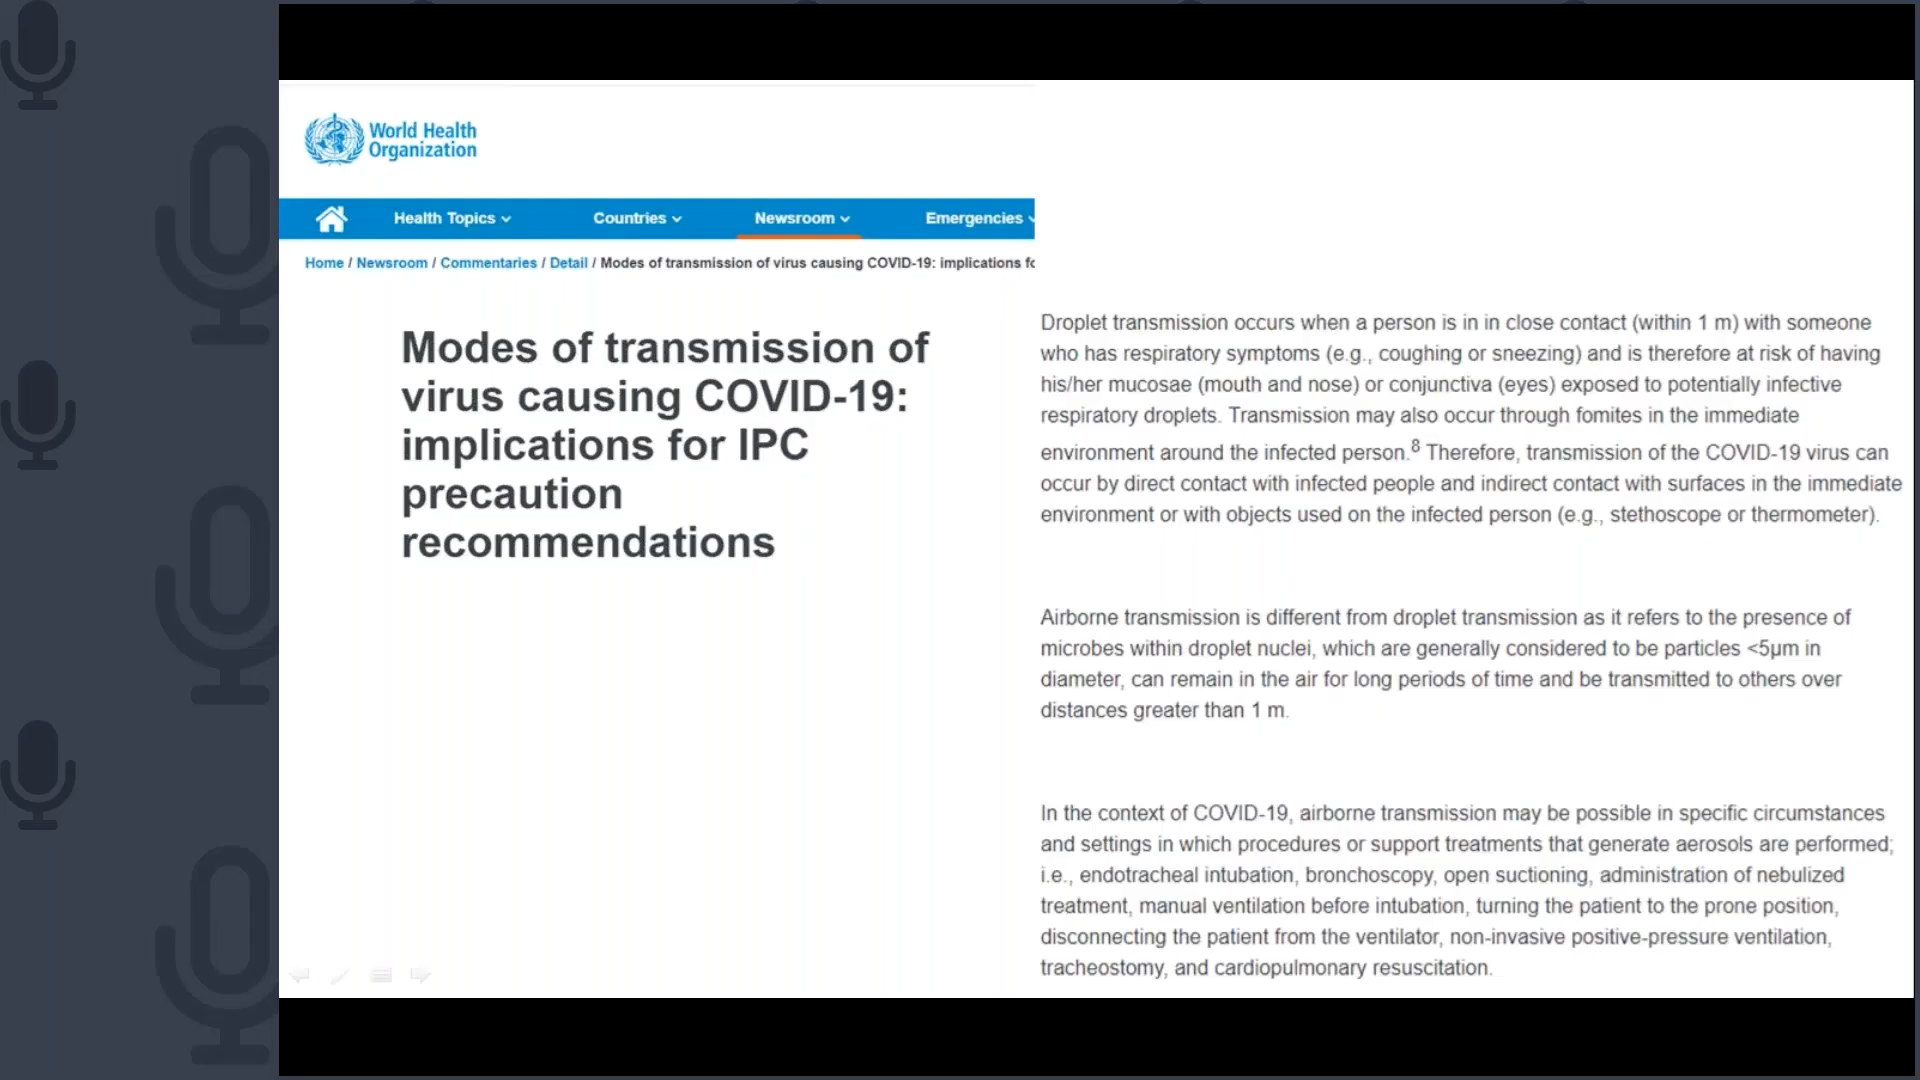 World Health
Organization
Health Topics
Countries
Newsroom
Emergencies
Home / Newsroom / Commentaries / Detail / Modes of transmission of virus causing COVID-19: implications fo
Modes of transmission of
virus causing COVID-19:
implications for IPC
precaution
recommendations
Droplet transmission occurs when a person is in in close contact (within 1 m) with someone
who has respiratory symptoms (e.g., coughing or sneezing) and is therefore at risk of having
his/her mucosae (mouth and nose) or conjunctiva (eyes) exposed to potentially infective
respiratory droplets. Transmission may also occur through fomites in the immediate
environment around the infected person.8 Therefore, transmission of the COVID-19 virus can
occur by direct contact with infected people and indirect contact with surfaces in the immediate
environment or with objects used on the infected person (e.g., stethoscope or thermometer).
Airborne transmission is different from droplet transmission as it refers to the presence of
microbes within droplet nuclei, which are generally considered to be particles <5μm in
diameter, can remain in the air for long periods of time and be transmitted to others over
distances greater than 1 m.
In the context of COVID-19, airborne transmission may be possible in specific circumstances
and settings in which procedures or support treatments that generate aerosols are performed;
i.e., endotracheal intubation, bronchoscopy, open suctioning, administration of nebulized
treatment, manual ventilation before intubation, turning the patient to the prone position,
disconnecting the patient from the ventilator, non-invasive positive-pressure ventilation,
tracheostomy, and cardiopulmonary resuscitation.